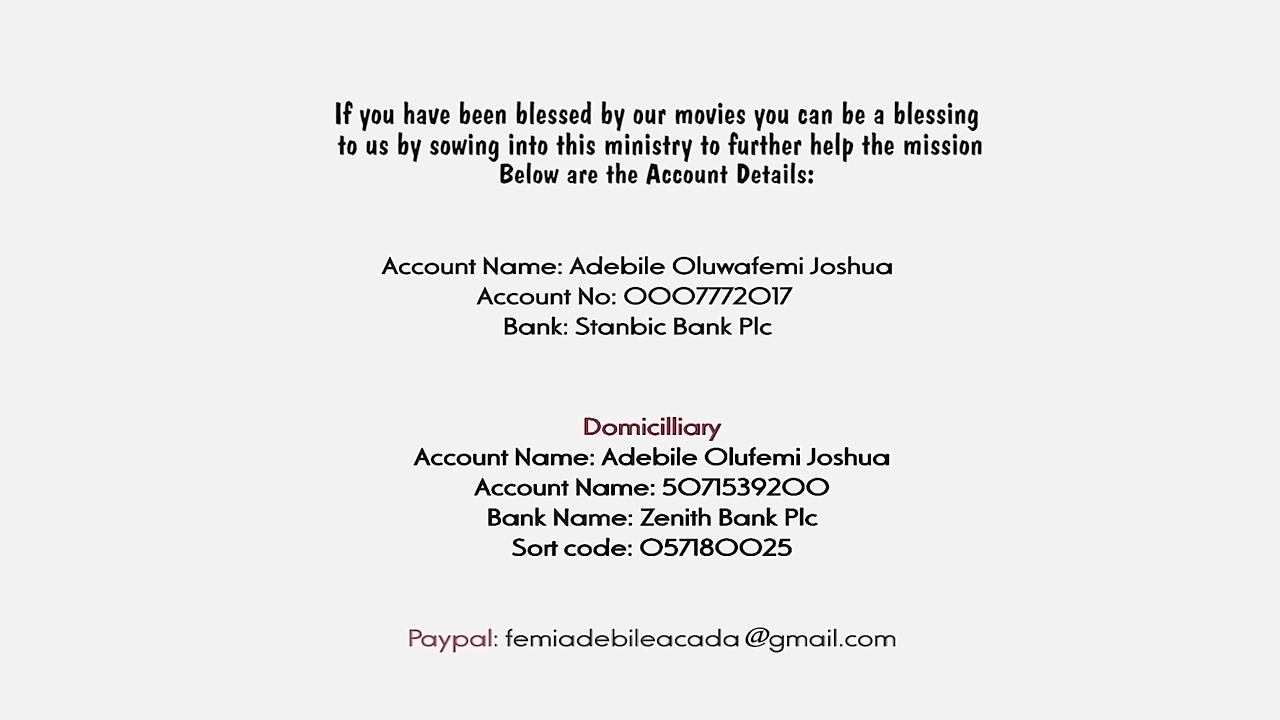 If you have been blessed by our movies you can be a blessing
to us by sowing into this ministry to further help the mission
Below are the Account Details:
Account Name: Adebile Oluwafemi Joshua
Account No: 0007772017
Bank: Stanbic Bank Plc
Domicilliary
Account Name: Adebile Olufemi Joshua
Account Name: 5071539200
Bank Name: Zenith Bank Plc
Sort code: 057180025
Paypal: femiadebileacada@gmail.com